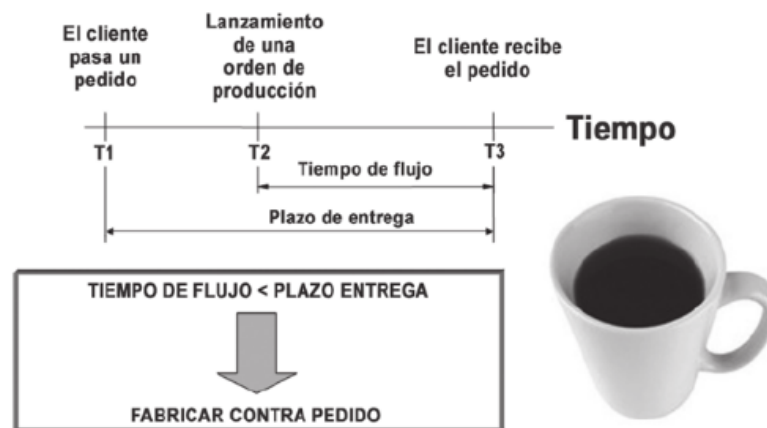 El cliente
pasa un
pedido
Lanzamiento
de una
orden de
producción
El cliente recibe
el pedido
Tiempo
T1
T2
T3
Tiempo de flujo
Plazo de entrega
TIEMPO DE FLUJO < PLAZO ENTREGA
FABRICAR CONTRA PEDIDO